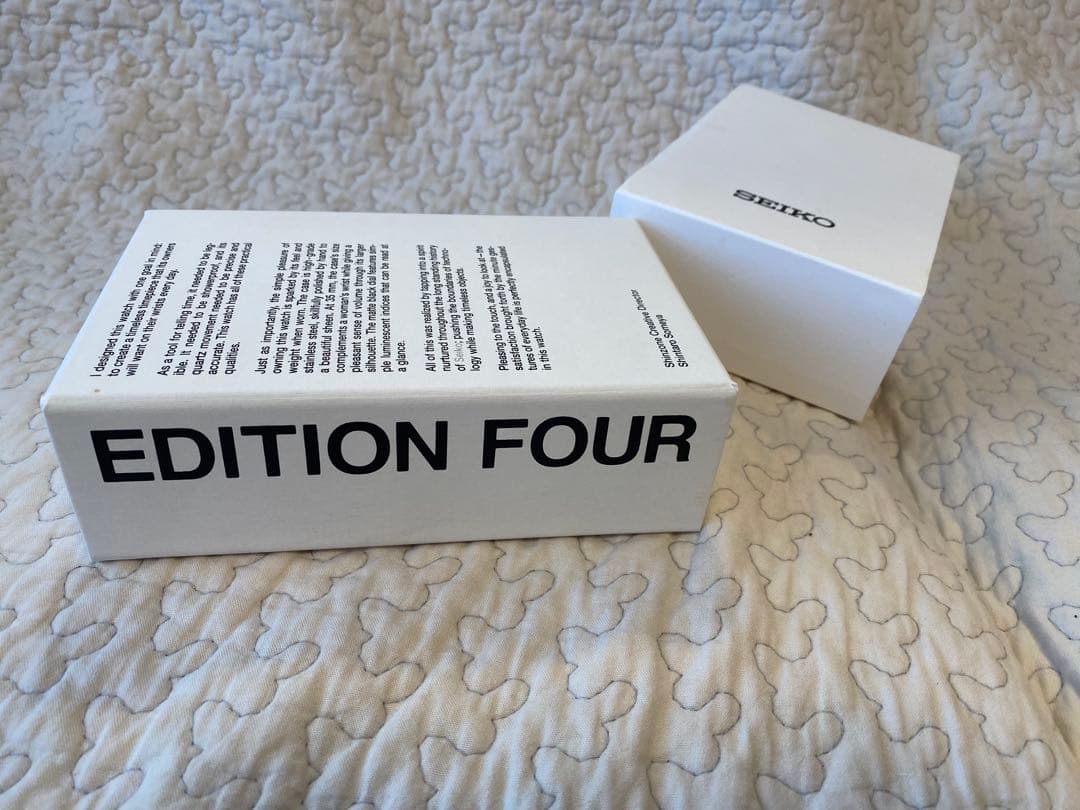 I designed this watch with one goal in mind:
to create a timeless timepiece that its owners
will want on their wrists every day.
As a tool for telling time, it needed to be leg-
ible. It needed to be showerproof, and its
quartz movement needed to be precise and
accurate. This watch has all of these practical
qualities.
Just as importantly, the simple pleasure of
owning this watch is sparked by its feel and
weight when worn. The case is high-grade
stainless steel, skillfully polished by hand to
a beautiful sheen. At 35 mm, the case's size
complements a woman's wrist while giving a
pleasant sense of volume through its larger
silhouette. The matte black dial features sim-
ple luminescent indices that can be read at
a glance.
All of this was realized by tapping into a spirit
nurtured throughout the long standing history
of Seiko; pushing the boundaries of techno-
logy while making timeless objects.
Pleasing to the touch, and a joy to look at – the
satisfaction brought forth by the minute ges-
tures of everyday life is perfectly encapsulated
in this watch.
Shinzone Creative Director
Shintaro Someya
EDITION FOUR
SEIKO